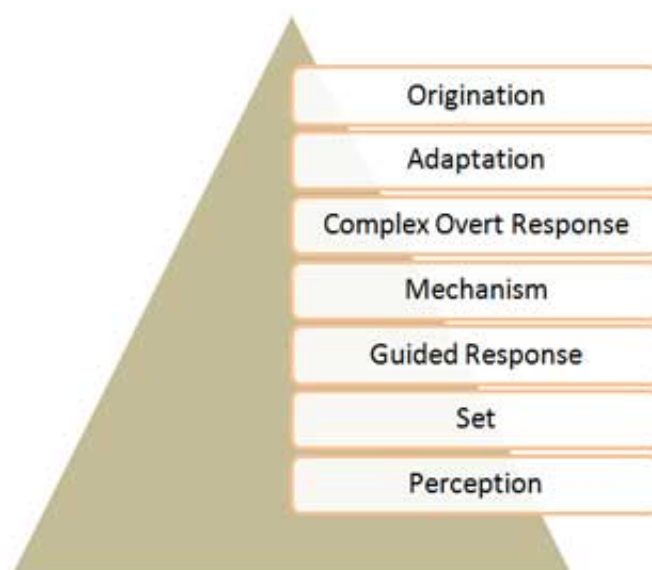 Origination
Adaptation
Complex Overt Response
Mechanism
Guided Response
Set
Perception